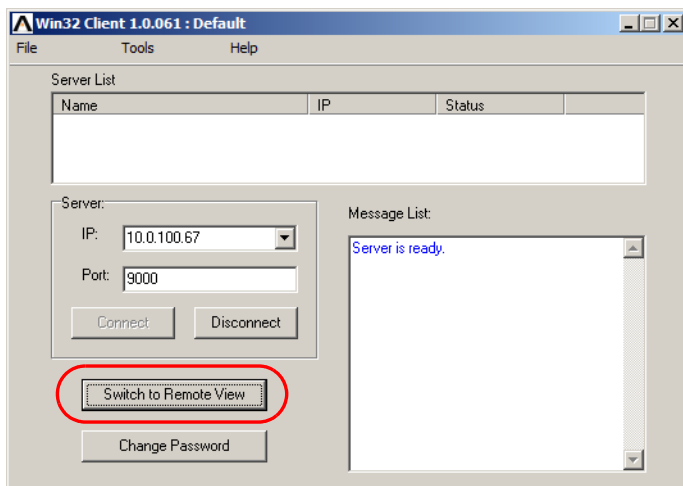 Win32 Client 1.0.061 : Default
File Tools Help
Server List
Name IP Status
Server:
IP: 10.0.100.67
Port: 9000
Connect Disconnect
Switch to Remote View
Change Password
Message List:
Server is ready.